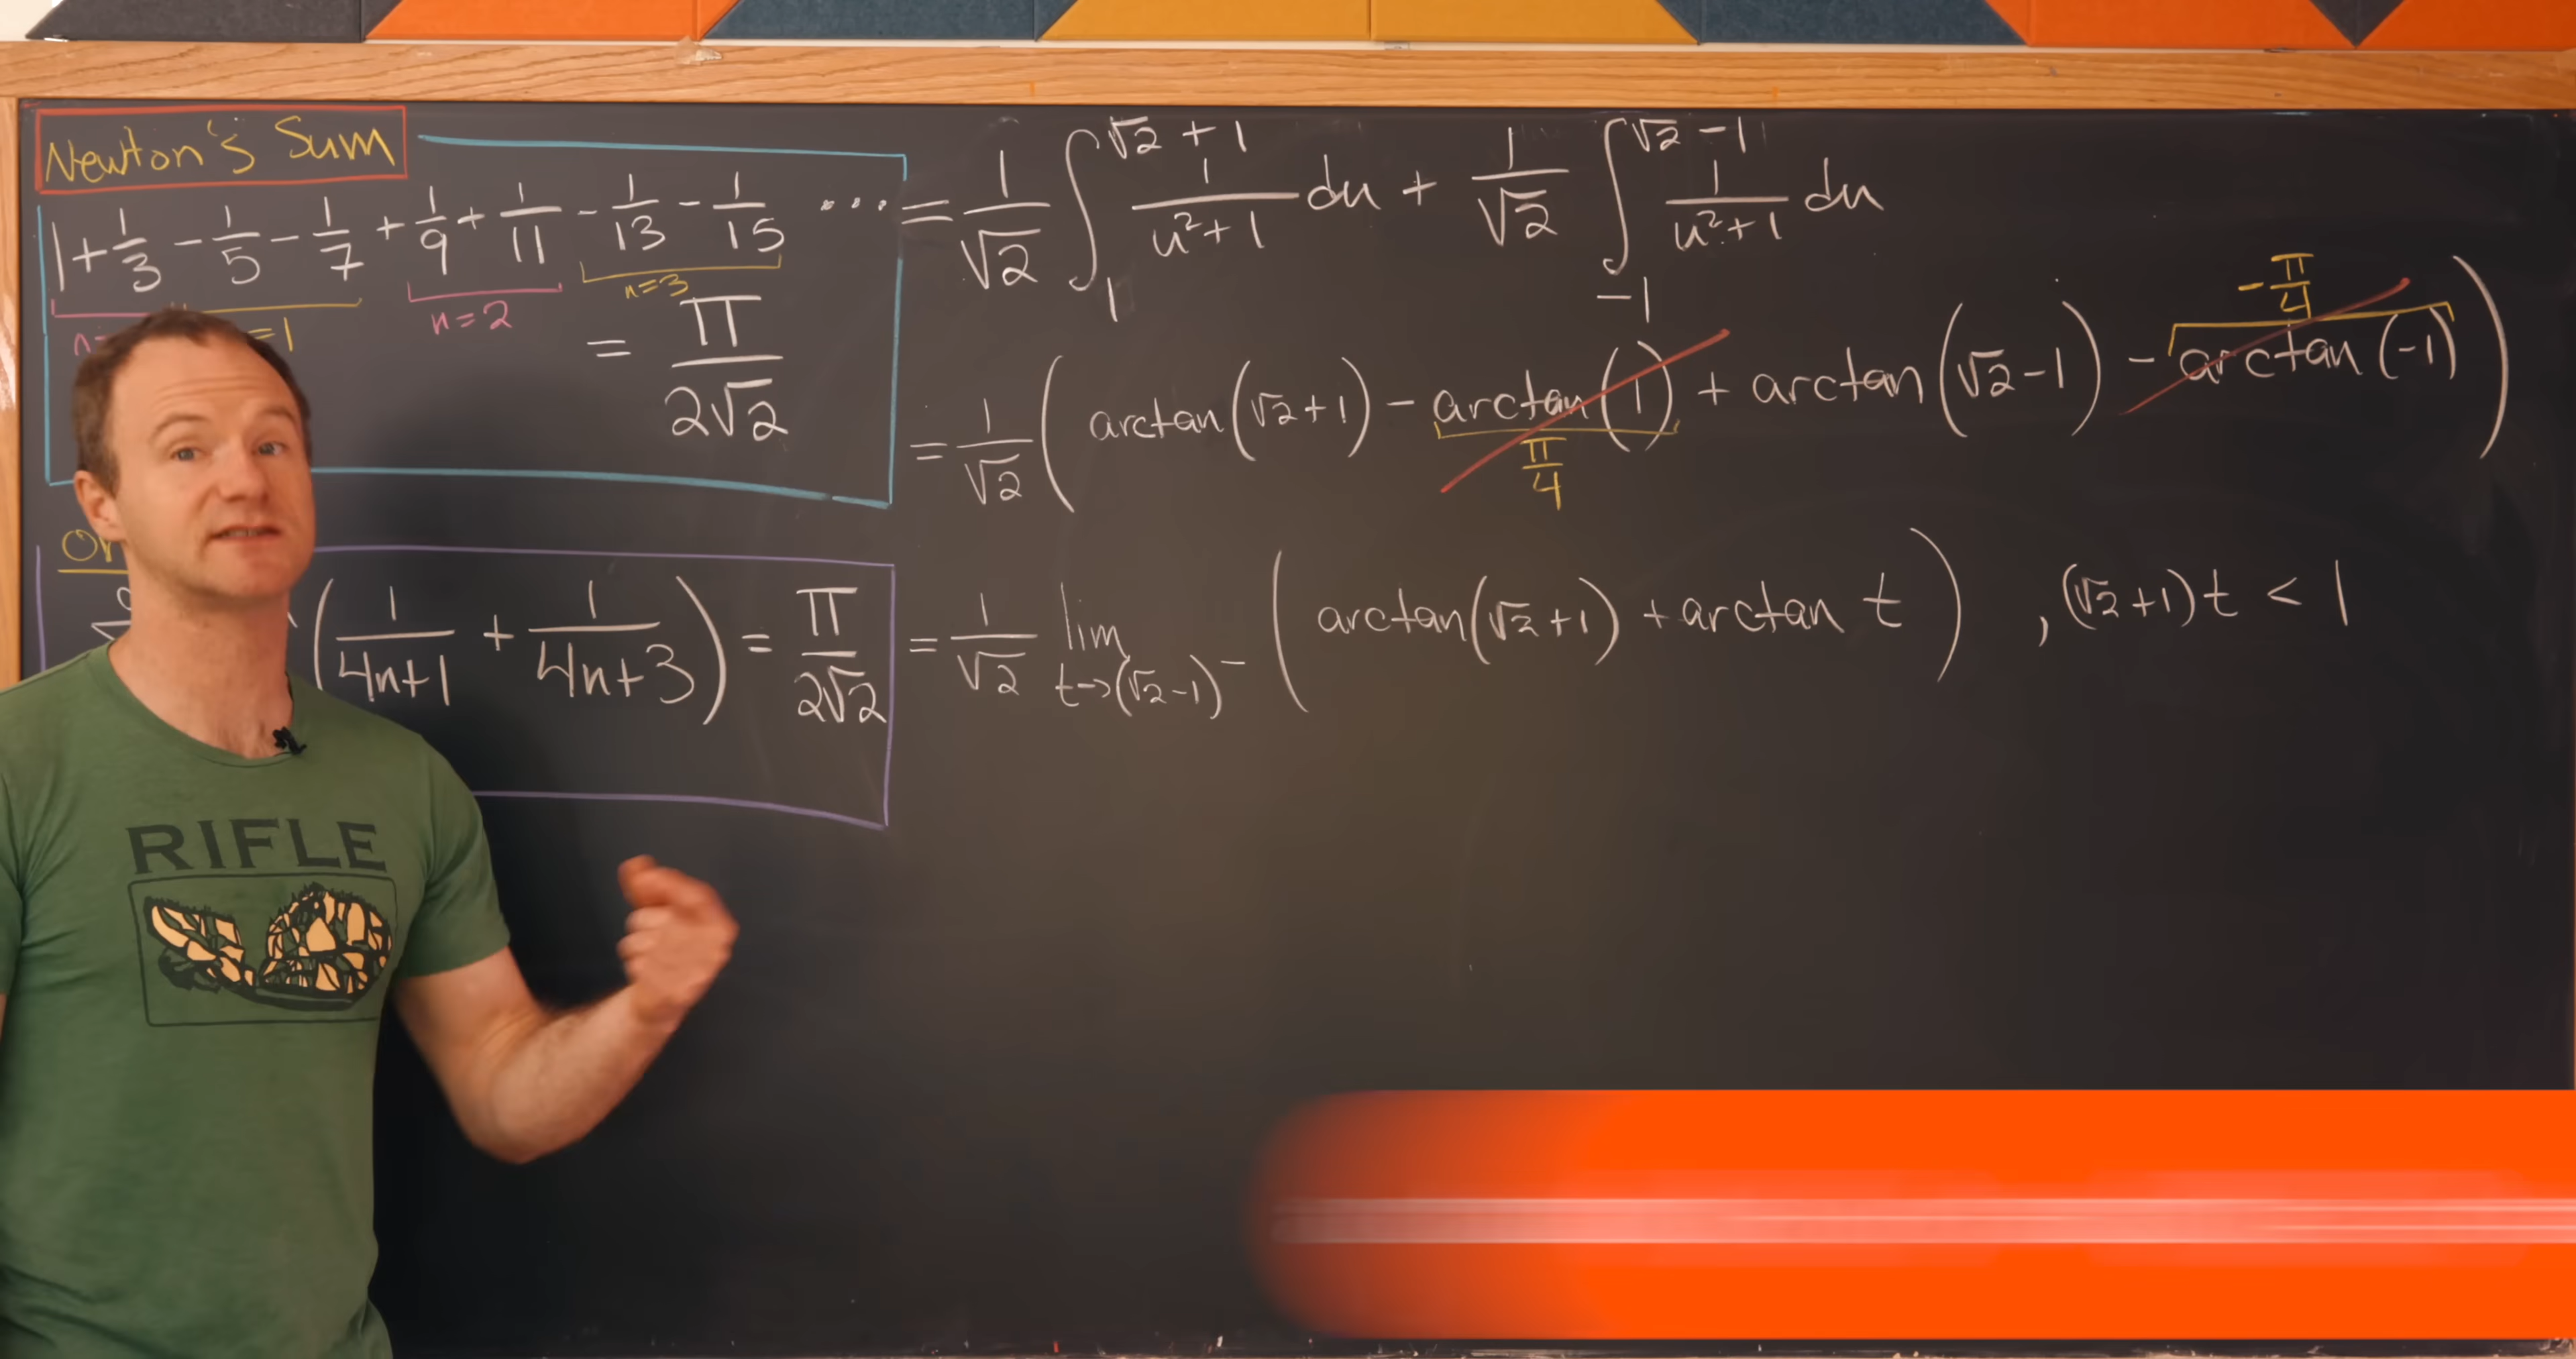 Newton's Sum
1 + 1/3 - 1/5 - 1/7 + 1/9 + 1/11 - 1/13 - 1/15 ...
=1 n=2 n=3
= π/(2√2)
(1/(4n+1) + 1/(4n+3)) = π/(2√2)
= 1/√2 ∫_1^{√2+1} 1/(u²+1) du + 1/√2 ∫_{-1}^{√2-1} 1/(u²+1) du
= 1/√2 ( arctan(√2+1) - arctan(1) + arctan(√2-1) - arctan(-1) )
π/4 -π/4
= 1/√2 lim_{t→(√2-1)⁻} ( arctan(√2+1) + arctan t ) , (√2+1)t < 1
RIFLE